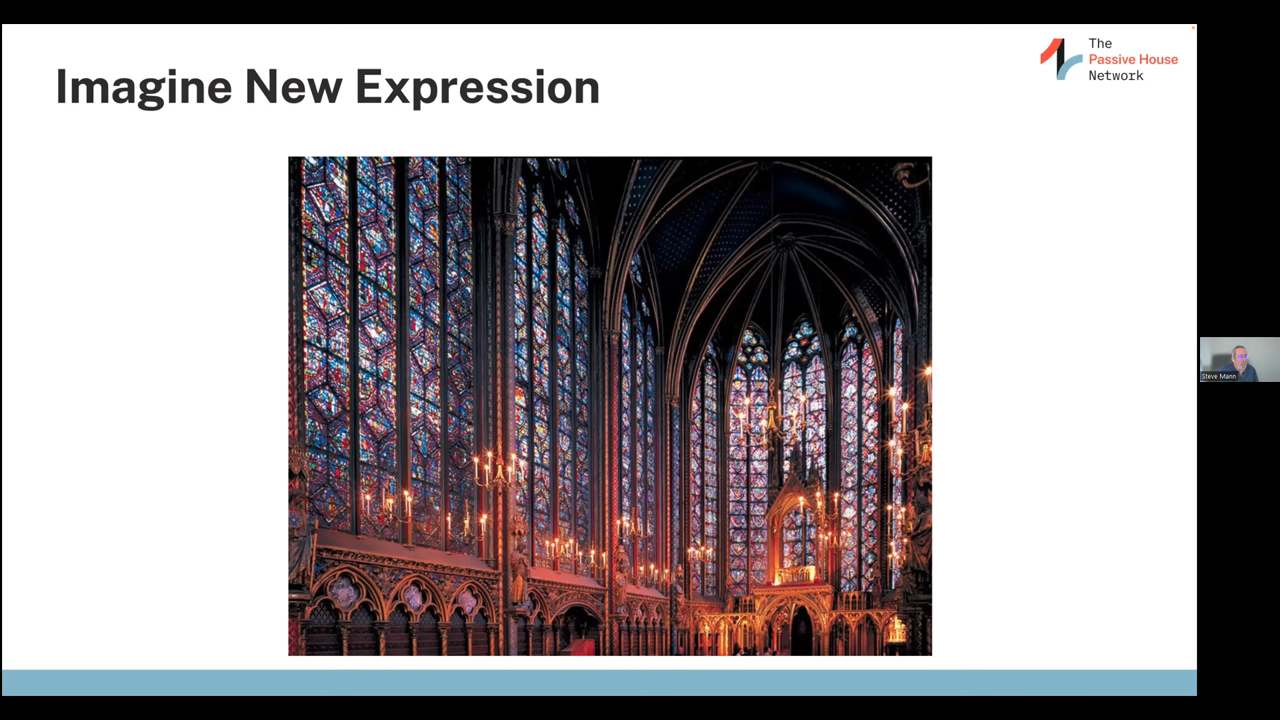 Imagine New Expression
The
Passive House
Network
Steve Mann